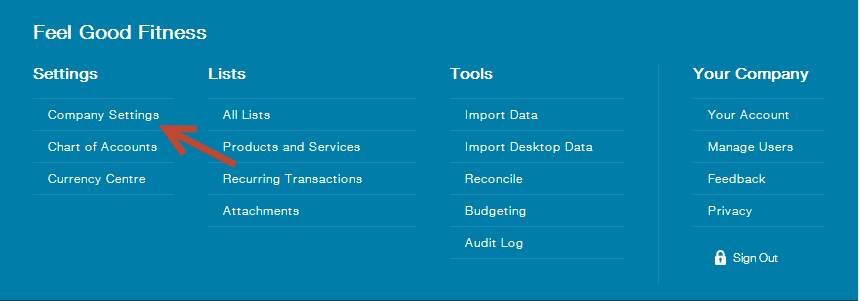 Feel Good Fitness
Settings
Company Settings
Chart of Accounts
Currency Centre
Lists
All Lists
Products and Services
Recurring Transactions
Attachments
Tools
Import Data
Import Desktop Data
Reconcile
Budgeting
Audit Log
Your Company
Your Account
Manage Users
Feedback
Privacy
Sign Out